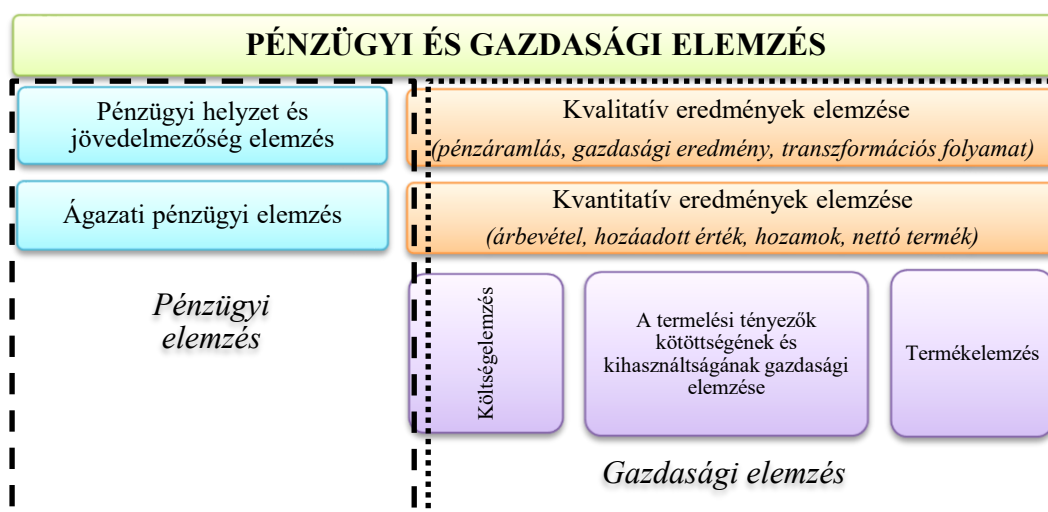 PÉNZÜGYI ÉS GAZDASÁGI ELEMZÉS
Pénzügyi helyzet és
jövedelmezőség elemzés
Kvalitatív eredmények elemzése
(pénzáramlás, gazdasági eredmény, transzformációs folyamat)
Ágazati pénzügyi elemzés
Kvantitatív eredmények elemzése
(árbevétel, hozáadott érték, hozamok, nettó termék)
Pénzügyi
elemzés
Költségelemzés
A termelési tényezők
kötöttségének és
kihasználtságának gazdasági
elemzése
Termékelemzés
Gazdasági elemzés